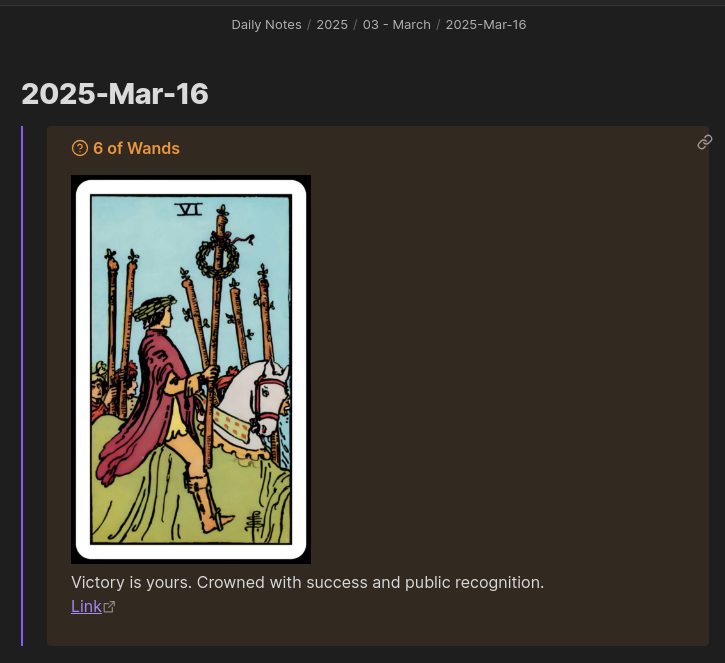 Daily Notes / 2025 / 03 - March / 2025-Mar-16
2025-Mar-16
6 of Wands
VI
Victory is yours. Crowned with success and public recognition.
Link